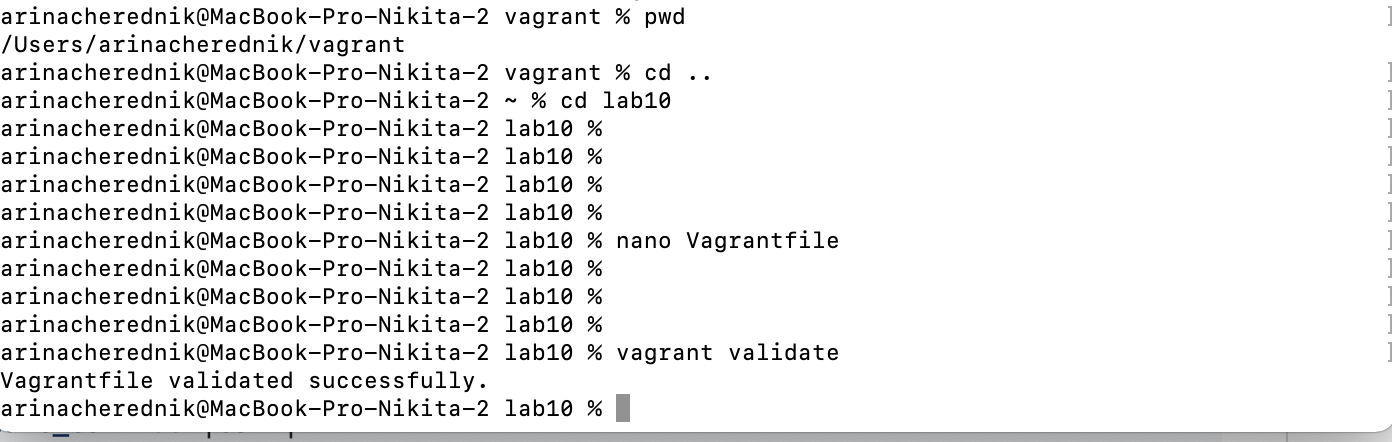 arinacherednik@MacBook-Pro-Nikita-2 vagrant % pwd
/Users/arinacherednik/vagrant
arinacherednik@MacBook-Pro-Nikita-2 vagrant % cd ..
arinacherednik@MacBook-Pro-Nikita-2 ~ % cd lab10
arinacherednik@MacBook-Pro-Nikita-2 lab10 %
arinacherednik@MacBook-Pro-Nikita-2 lab10 %
arinacherednik@MacBook-Pro-Nikita-2 lab10 %
arinacherednik@MacBook-Pro-Nikita-2 lab10 %
arinacherednik@MacBook-Pro-Nikita-2 lab10 % nano Vagrantfile
arinacherednik@MacBook-Pro-Nikita-2 lab10 %
arinacherednik@MacBook-Pro-Nikita-2 lab10 %
arinacherednik@MacBook-Pro-Nikita-2 lab10 %
arinacherednik@MacBook-Pro-Nikita-2 lab10 % vagrant validate
Vagrantfile validated successfully.
arinacherednik@MacBook-Pro-Nikita-2 lab10 %